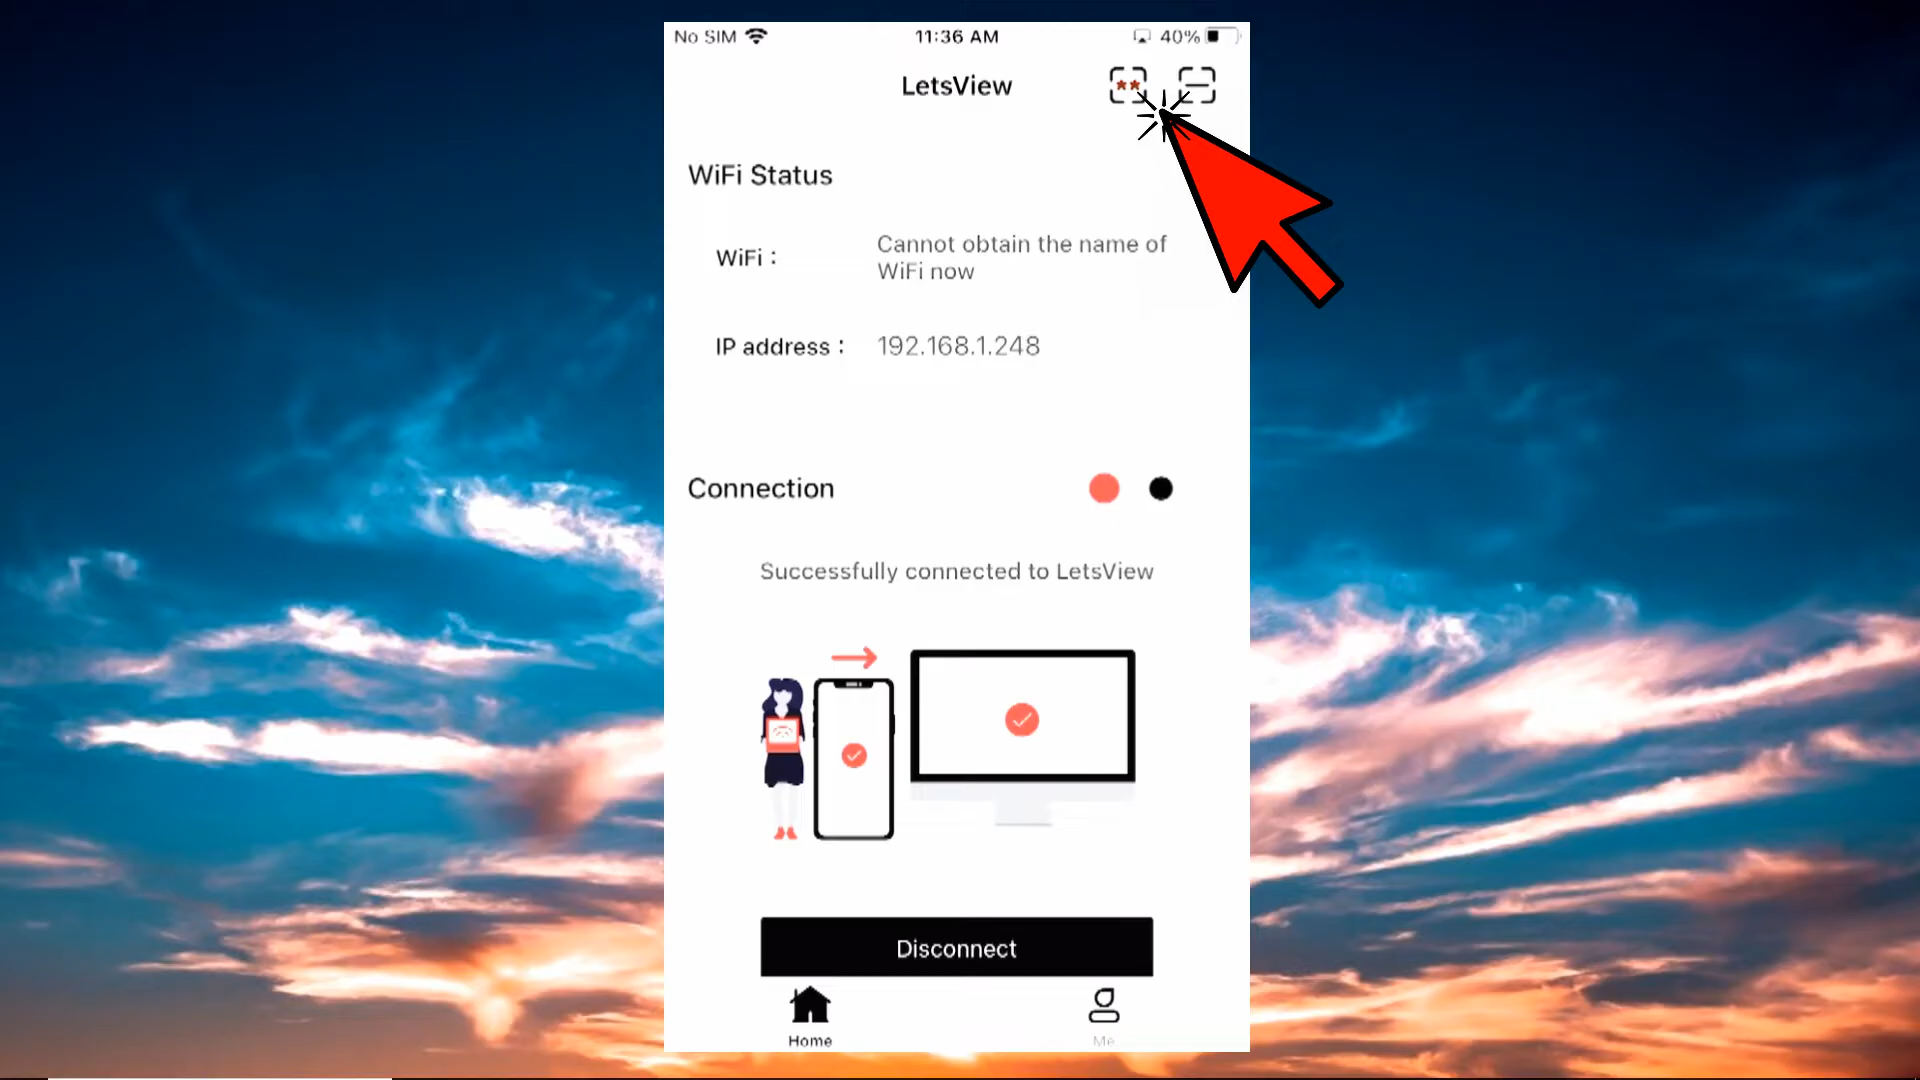 No SIM
11:36 AM
40%
LetsView
**
WiFi Status
WiFi :
Cannot obtain the name of
WiFi now
IP address :
192.168.1.248
Connection
Successfully connected to LetsView
Disconnect
Home
Me